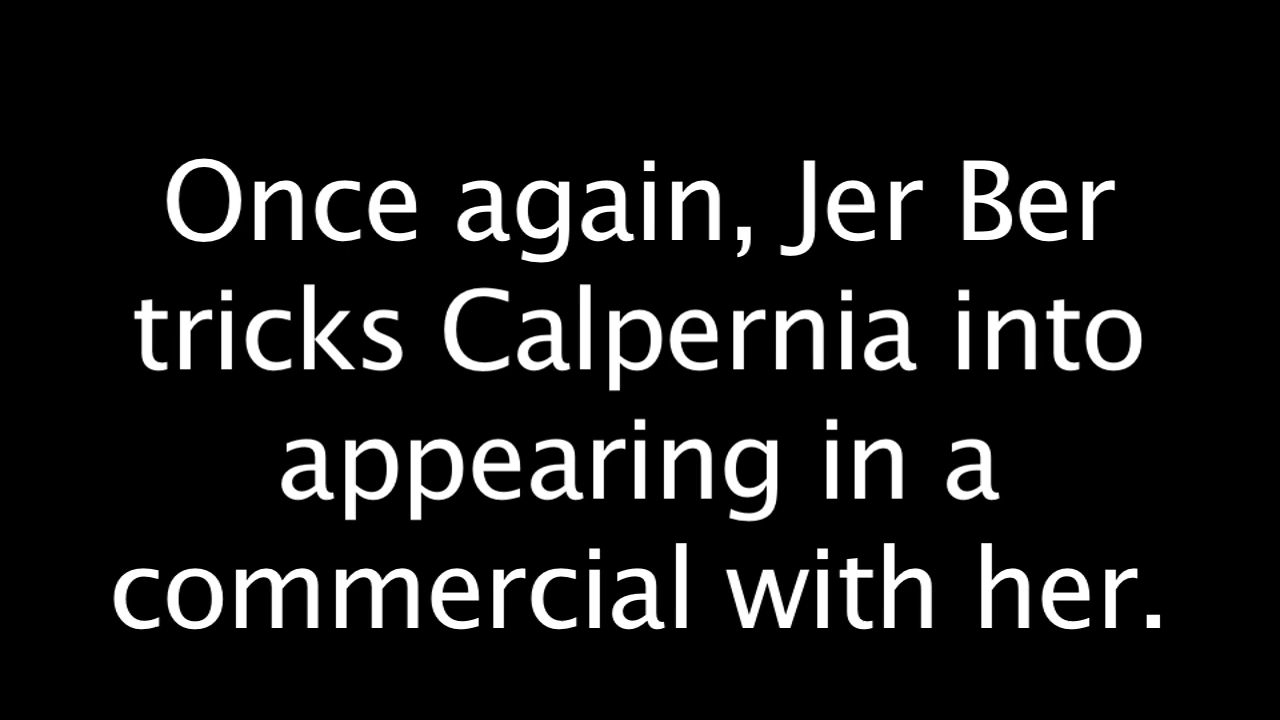 Once again, Jer Ber
tricks Calpernia into
appearing in a
commercial with her.